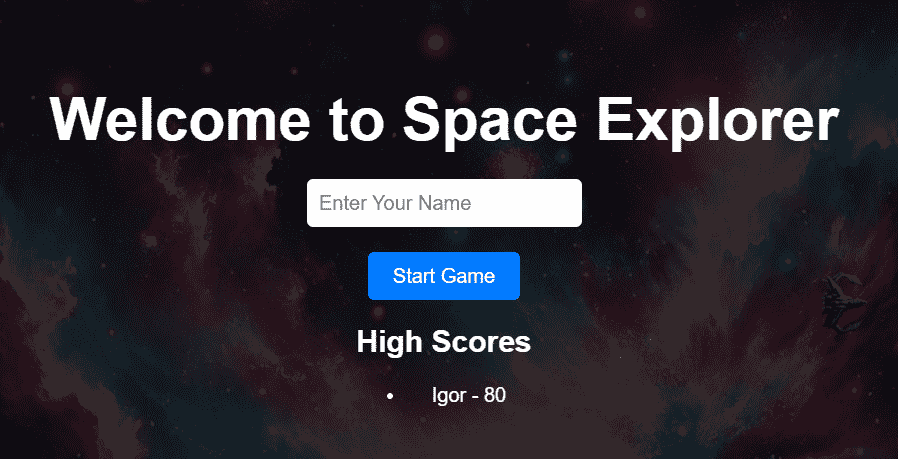 Welcome to Space Explorer
Enter Your Name
Start Game
High Scores
• Igor - 80